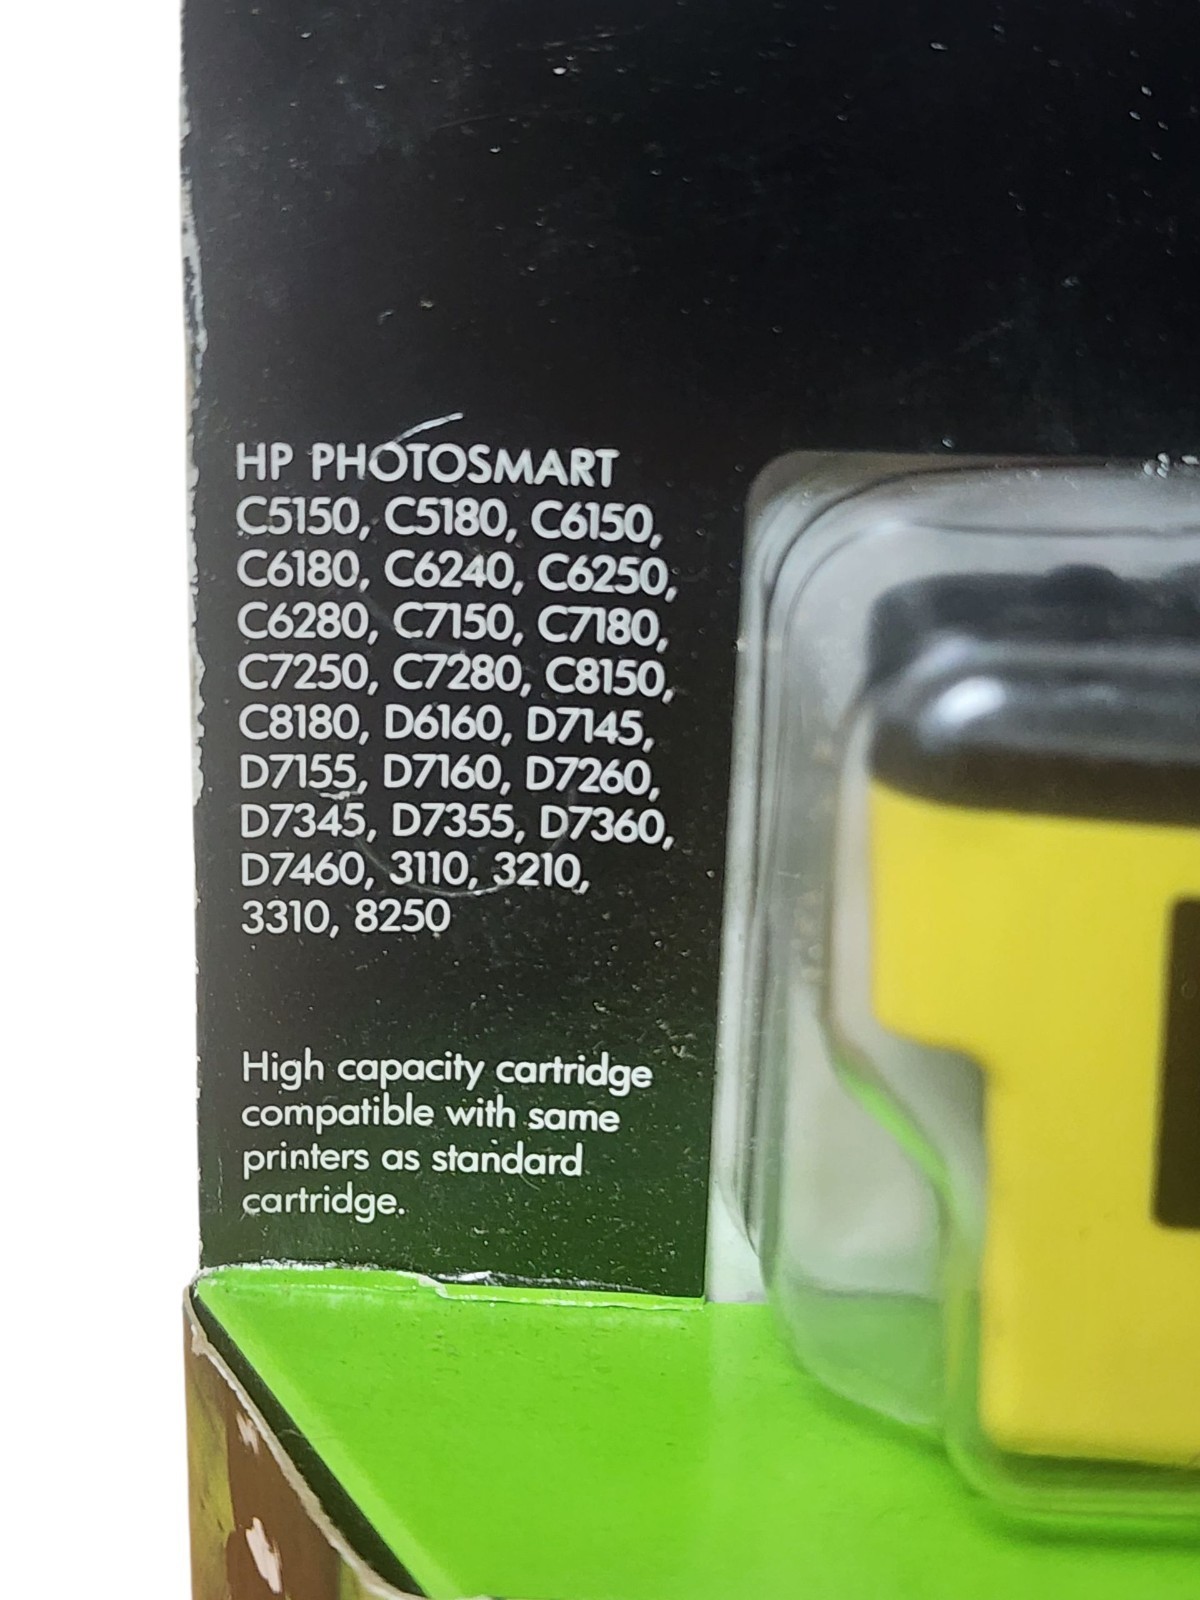 HP PHOTOSMART
C5150, C5180, C6150,
C6180, C6240, C6250,
C6280, C7150, C7180,
C7250, C7280, C8150,
C8180, D6160, D7145,
D7155, D7160, D7260,
D7345, D7355, D7360,
D7460, 3110, 3210,
3310, 8250
High capacity cartridge
compatible with same
printers as standard
cartridge.